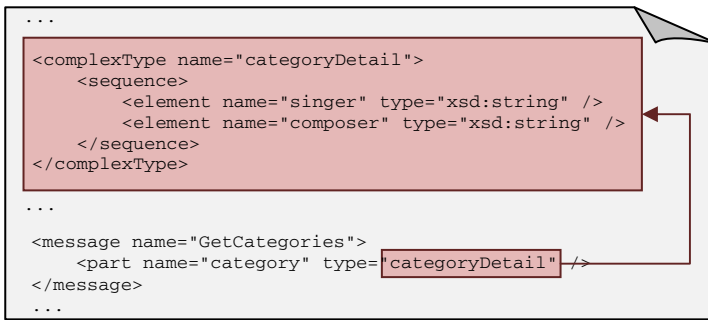 ...
<complexType name="categoryDetail">
<sequence>
<element name="singer" type="xsd:string" />
<element name="composer" type="xsd:string" />
</sequence>
</complexType>
...
<message name="GetCategories">
<part name="category" type="categoryDetail" />
</message>
...